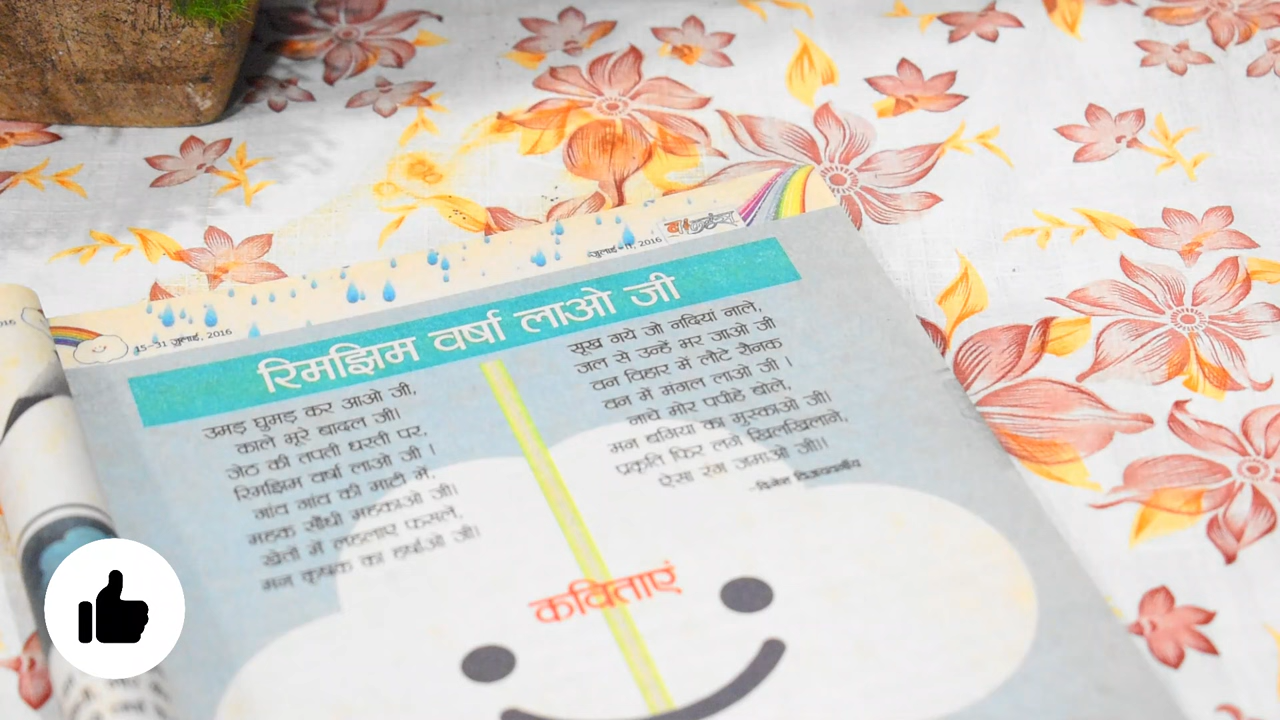 जुलाई-II, 2016
15-31 जुलाई, 2016
रिमझिम वर्षा लाओ जी
उमड़ घुमड़ कर आओ जी,
काले भूरे बादल जी।
जेठ की तपती धरती पर,
रिमझिम वर्षा लाओ जी ।
गांव गांव की माटी में,
महक सौंधी महकाओ जी।
खेतों में लहलाए फसलें,
मन कृषक का हर्षाओ जी।
सूख गये जो नदियां नाले,
जल से उन्हें भर जाओ जी
वन विहार में लौटे रौनक
वन में मंगल लाओ जी ।
नाचे मोर पपीहे बोले,
मन बगिया का मुस्काओ जी।
प्रकृति फिर लगे खिलखिलाने,
ऐसा रंग जमाओ जी।।
कविताएं